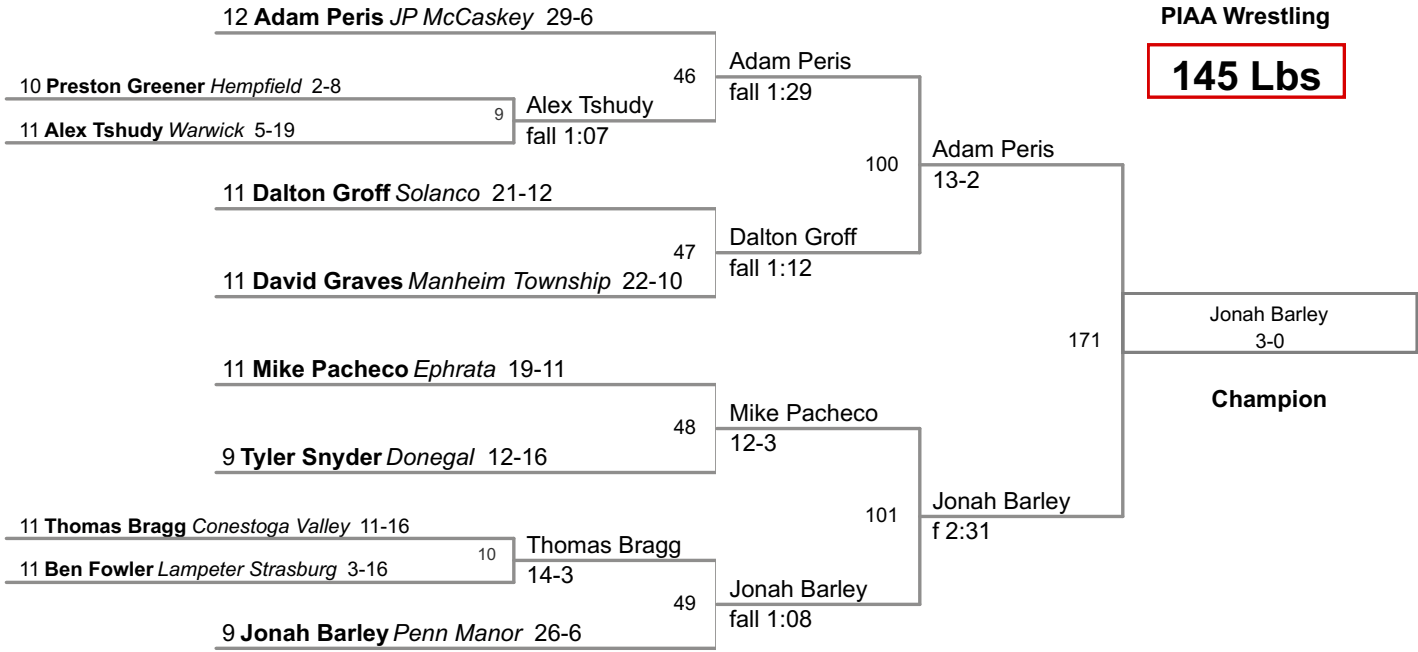 12 Adam Peris JP McCaskey 29-6
PIAA Wrestling
145 Lbs
46
Adam Peris
fall 1:29
10 Preston Greener Hempfield 2-8
9
Alex Tshudy
fall 1:07
11 Alex Tshudy Warwick 5-19
100
Adam Peris
13-2
11 Dalton Groff Solanco 21-12
47
Dalton Groff
fall 1:12
11 David Graves Manheim Township 22-10
171
Jonah Barley
3-0
Champion
11 Mike Pacheco Ephrata 19-11
48
Mike Pacheco
12-3
9 Tyler Snyder Donegal 12-16
101
Jonah Barley
f 2:31
11 Thomas Bragg Conestoga Valley 11-16
10
Thomas Bragg
14-3
11 Ben Fowler Lampeter Strasburg 3-16
49
Jonah Barley
fall 1:08
9 Jonah Barley Penn Manor 26-6